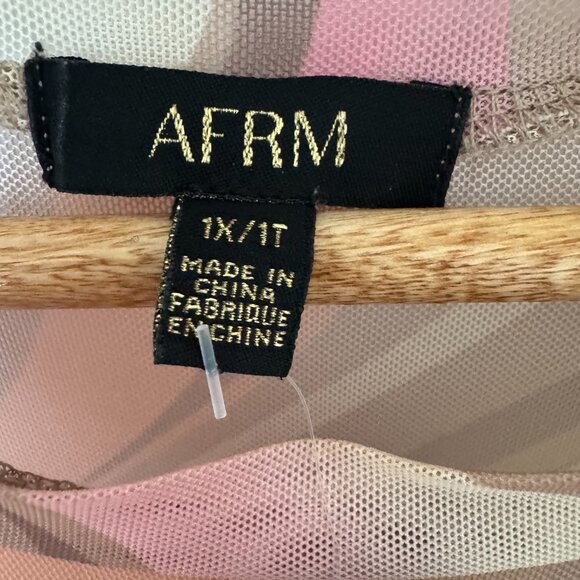 AFRM
1X/1T
MADE IN
CHINA
FABRIQUE
EN CHINE